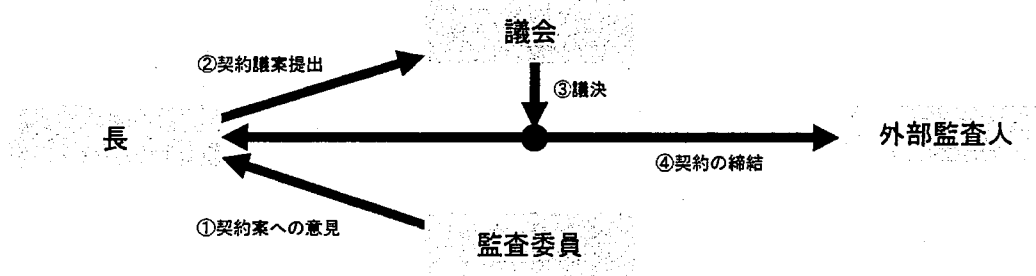 議会
②契約議案提出
③議決
長
外部監査人
④契約の締結
①契約案への意見
監査委員